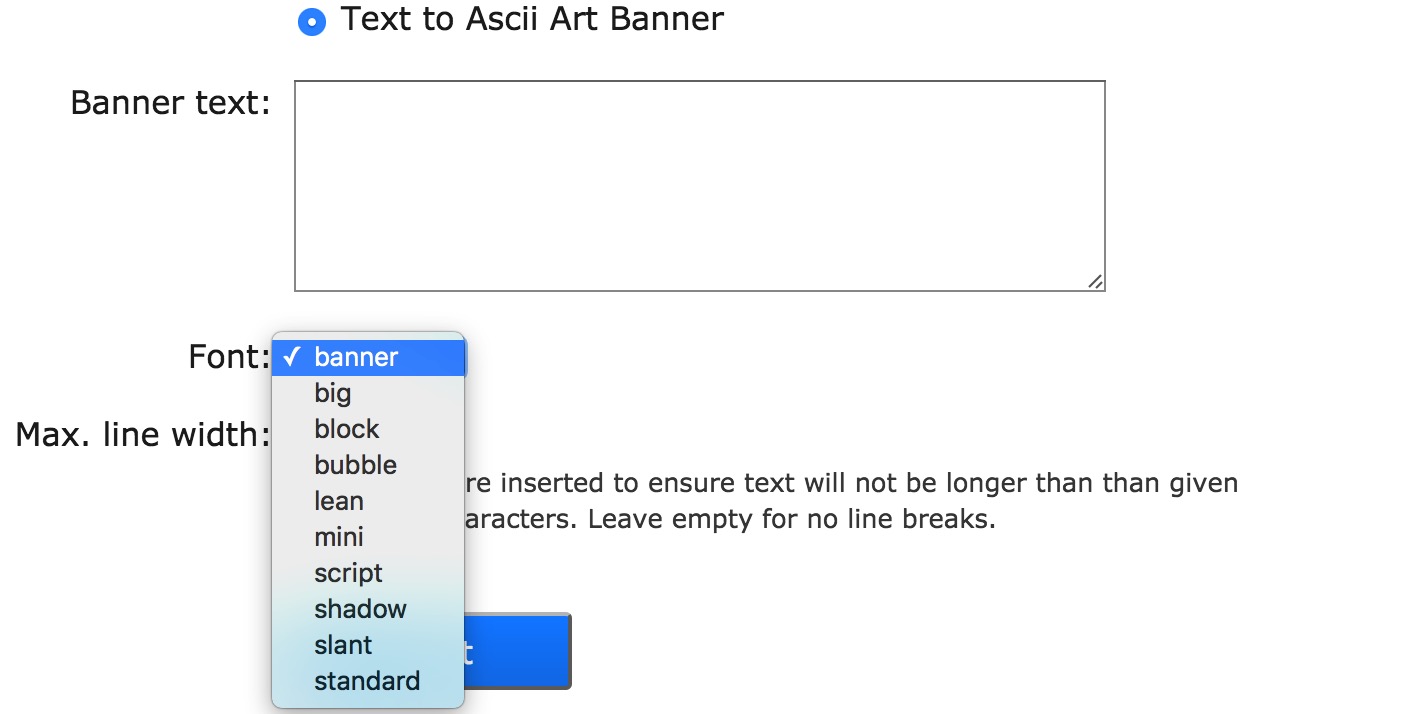 Text to Ascii Art Banner
Banner text:
Font:
✓ banner
big
block
bubble
lean
mini
script
shadow
slant
standard
Max. line width:
inserted to ensure text will not be longer than than given
Leave empty for no line breaks.